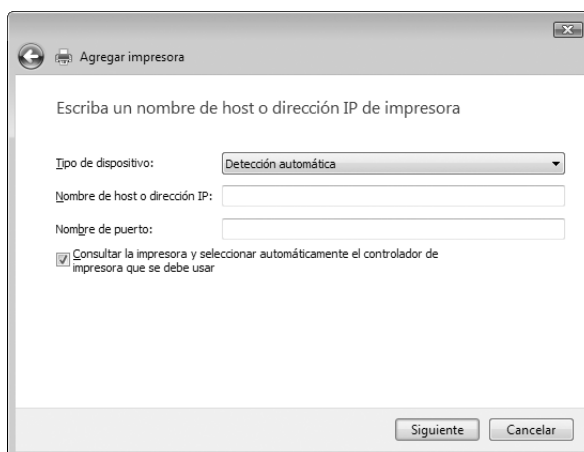 Agregar impresora
Escriba un nombre de host o dirección IP de impresora
Tipo de dispositivo: Detección automática
Nombre de host o dirección IP:
Nombre de puerto:
Consultar la impresora y seleccionar automáticamente el controlador de
impresora que se debe usar
Siguiente Cancelar